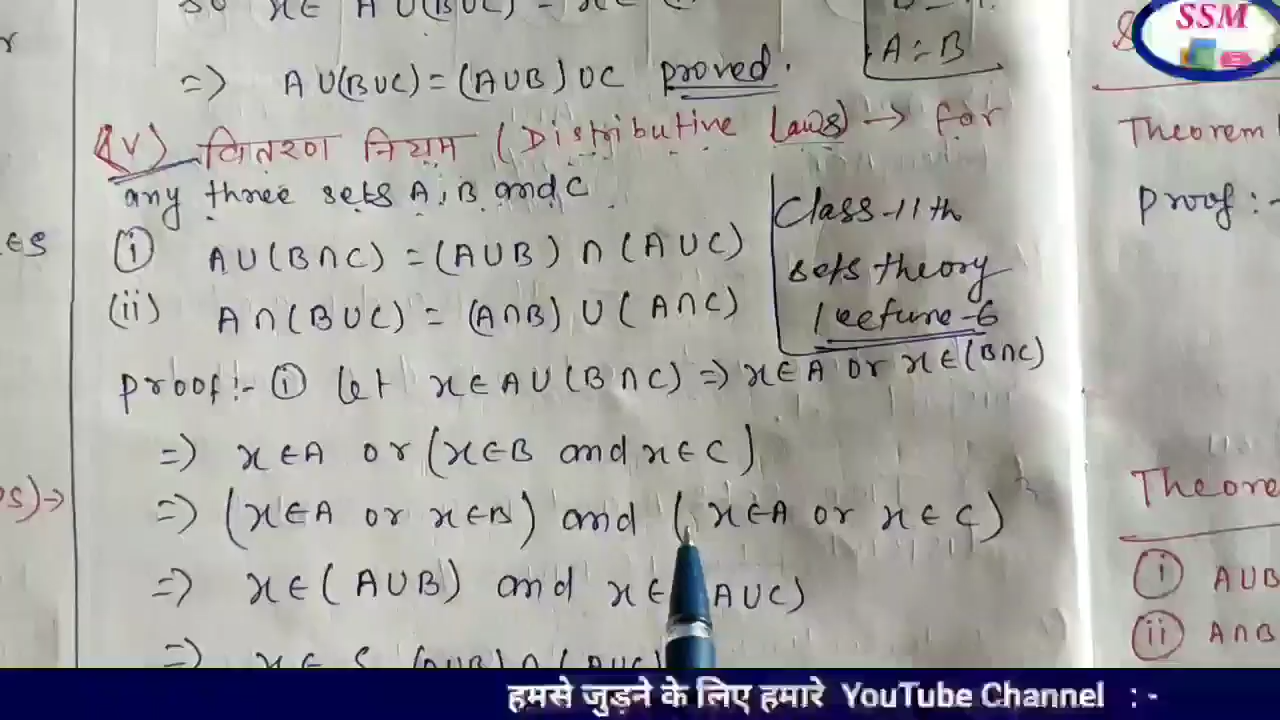 so x ∈ A ∪ (B ∪ C) = x ∈
=> A ∪ (B∪C) = (A∪B) ∪ C proved.
A = B
SSM
(V) वितरण नियम (Distributive Laws) → for
any three sets A, B and C
(i) A∪(B∩C) = (A∪B) ∩ (A∪C)
(ii) A∩(B∪C) = (A∩B) ∪ (A∩C)
Class-11th
sets theory
Lecture-6
Proof:- (i) Let x∈A∪(B∩C) => x∈A or x∈(B∩C)
=> x∈A or (x∈B and x∈C)
=> (x∈A or x∈B) and (x∈A or x∈C)
=> x∈(A∪B) and x∈ A∪C)
=> x∈ (A∪B)∩(A∪C)
Theorem
Proof:-
Theore
(i) A∪B
(ii) A∩B
हमसे जुड़ने के लिए हमारे YouTube Channel : -